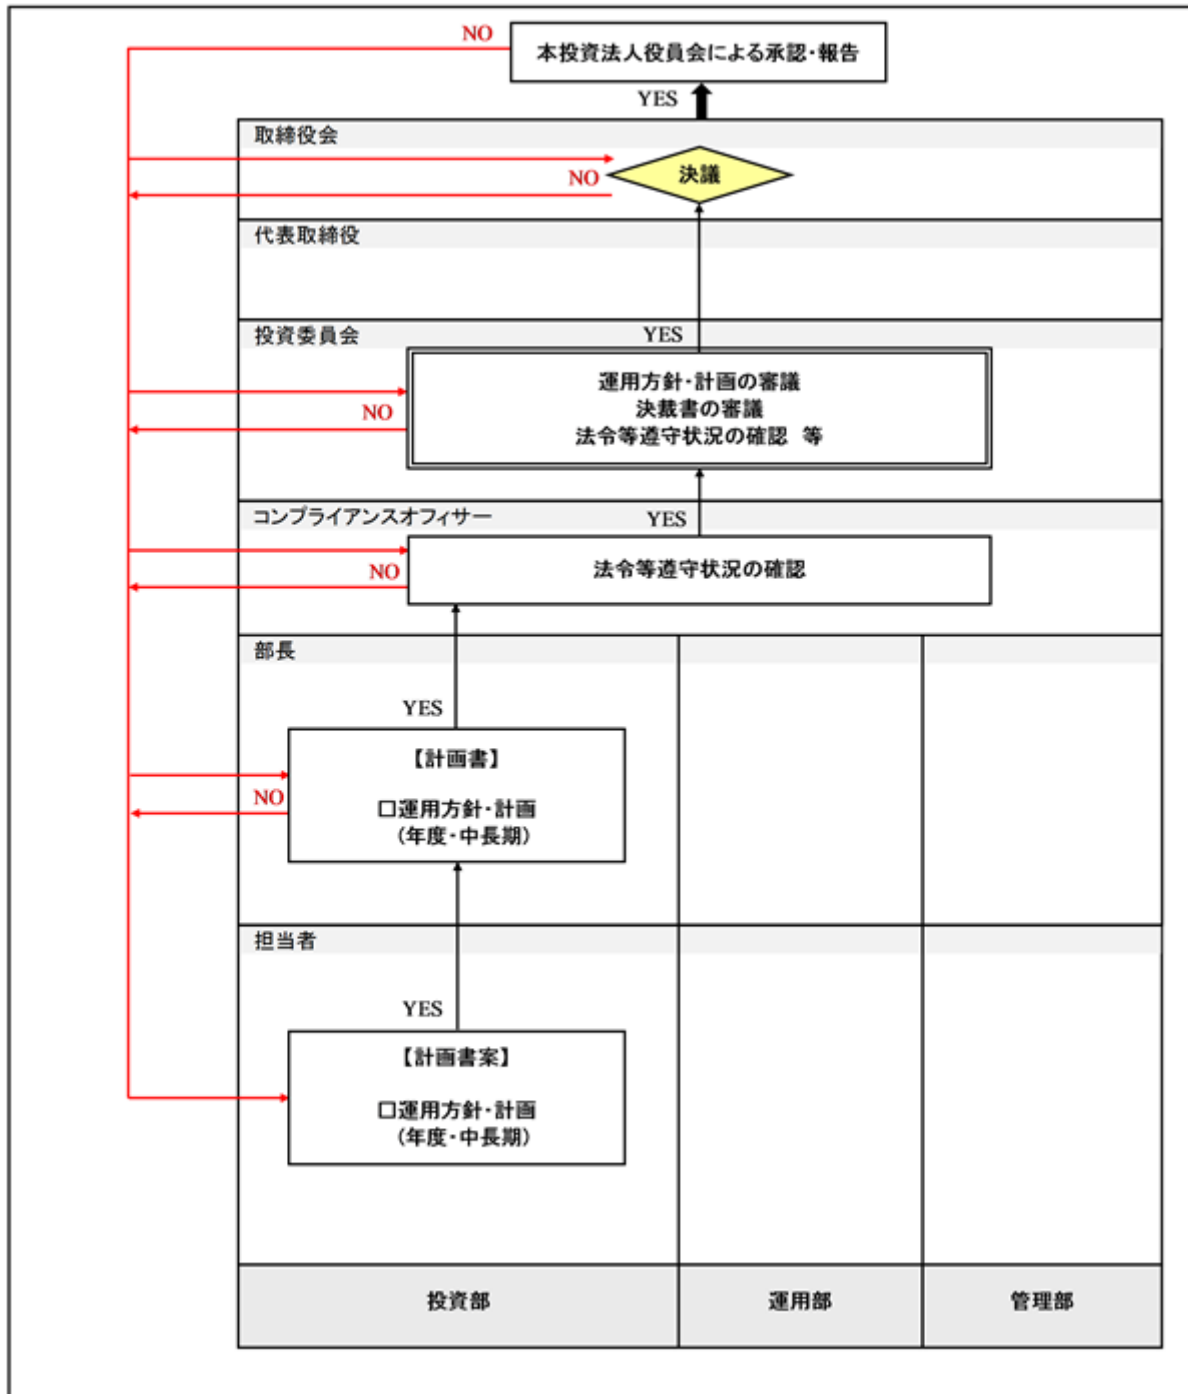 NO
本投資法人役員会による承認・報告
YES
取締役会
NO
決議
代表取締役
投資委員会
YES
運用方針・計画の審議
決裁書の審議
法令等遵守状況の確認 等
NO
コンプライアンスオフィサー
YES
法令等遵守状況の確認
NO
部長
YES
【計画書】
□運用方針・計画
(年度・中長期)
NO
担当者
YES
【計画書案】
□運用方針・計画
(年度・中長期)
投資部
運用部
管理部